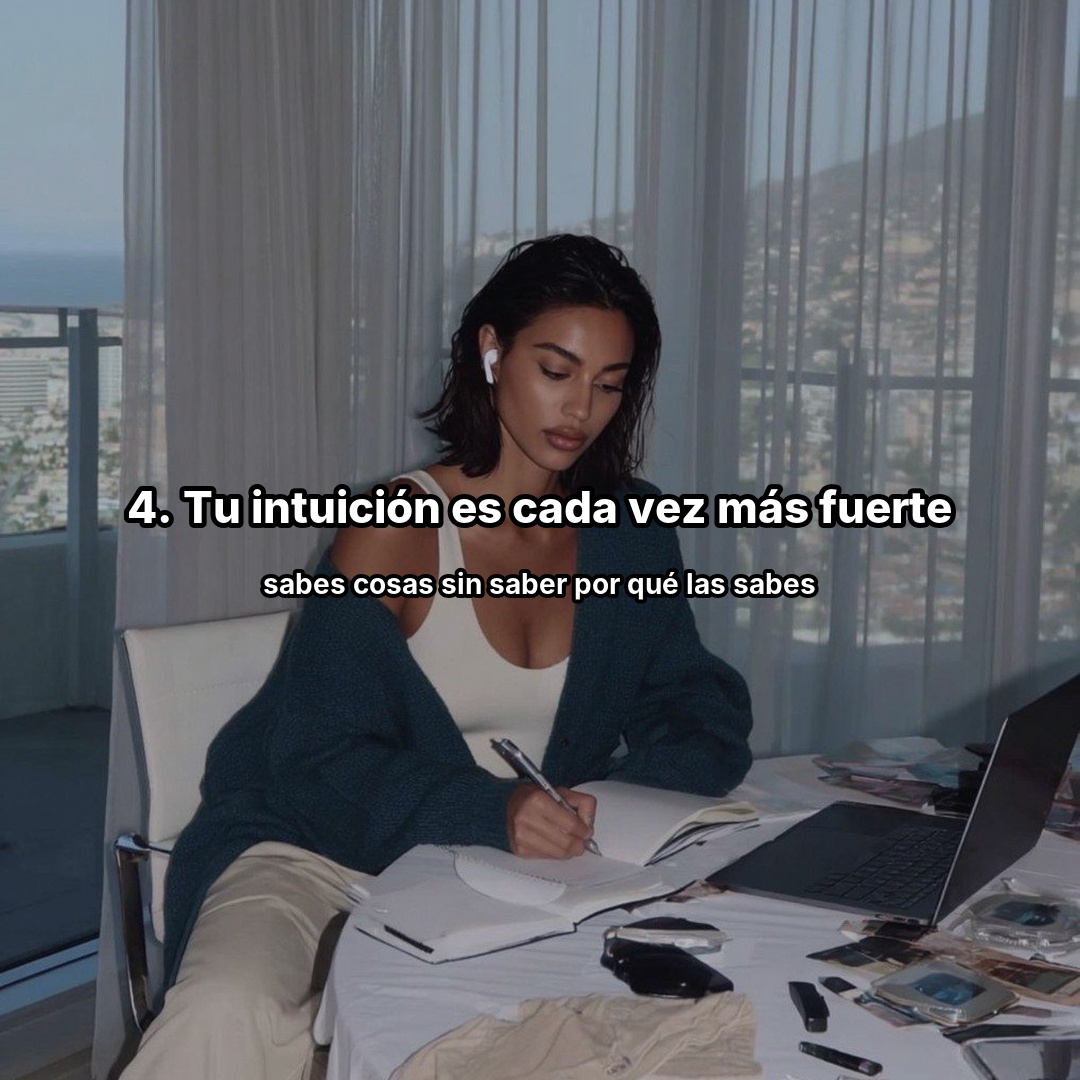 4. Tu intuición es cada vez más fuerte
sabes cosas sin saber por qué las sabes